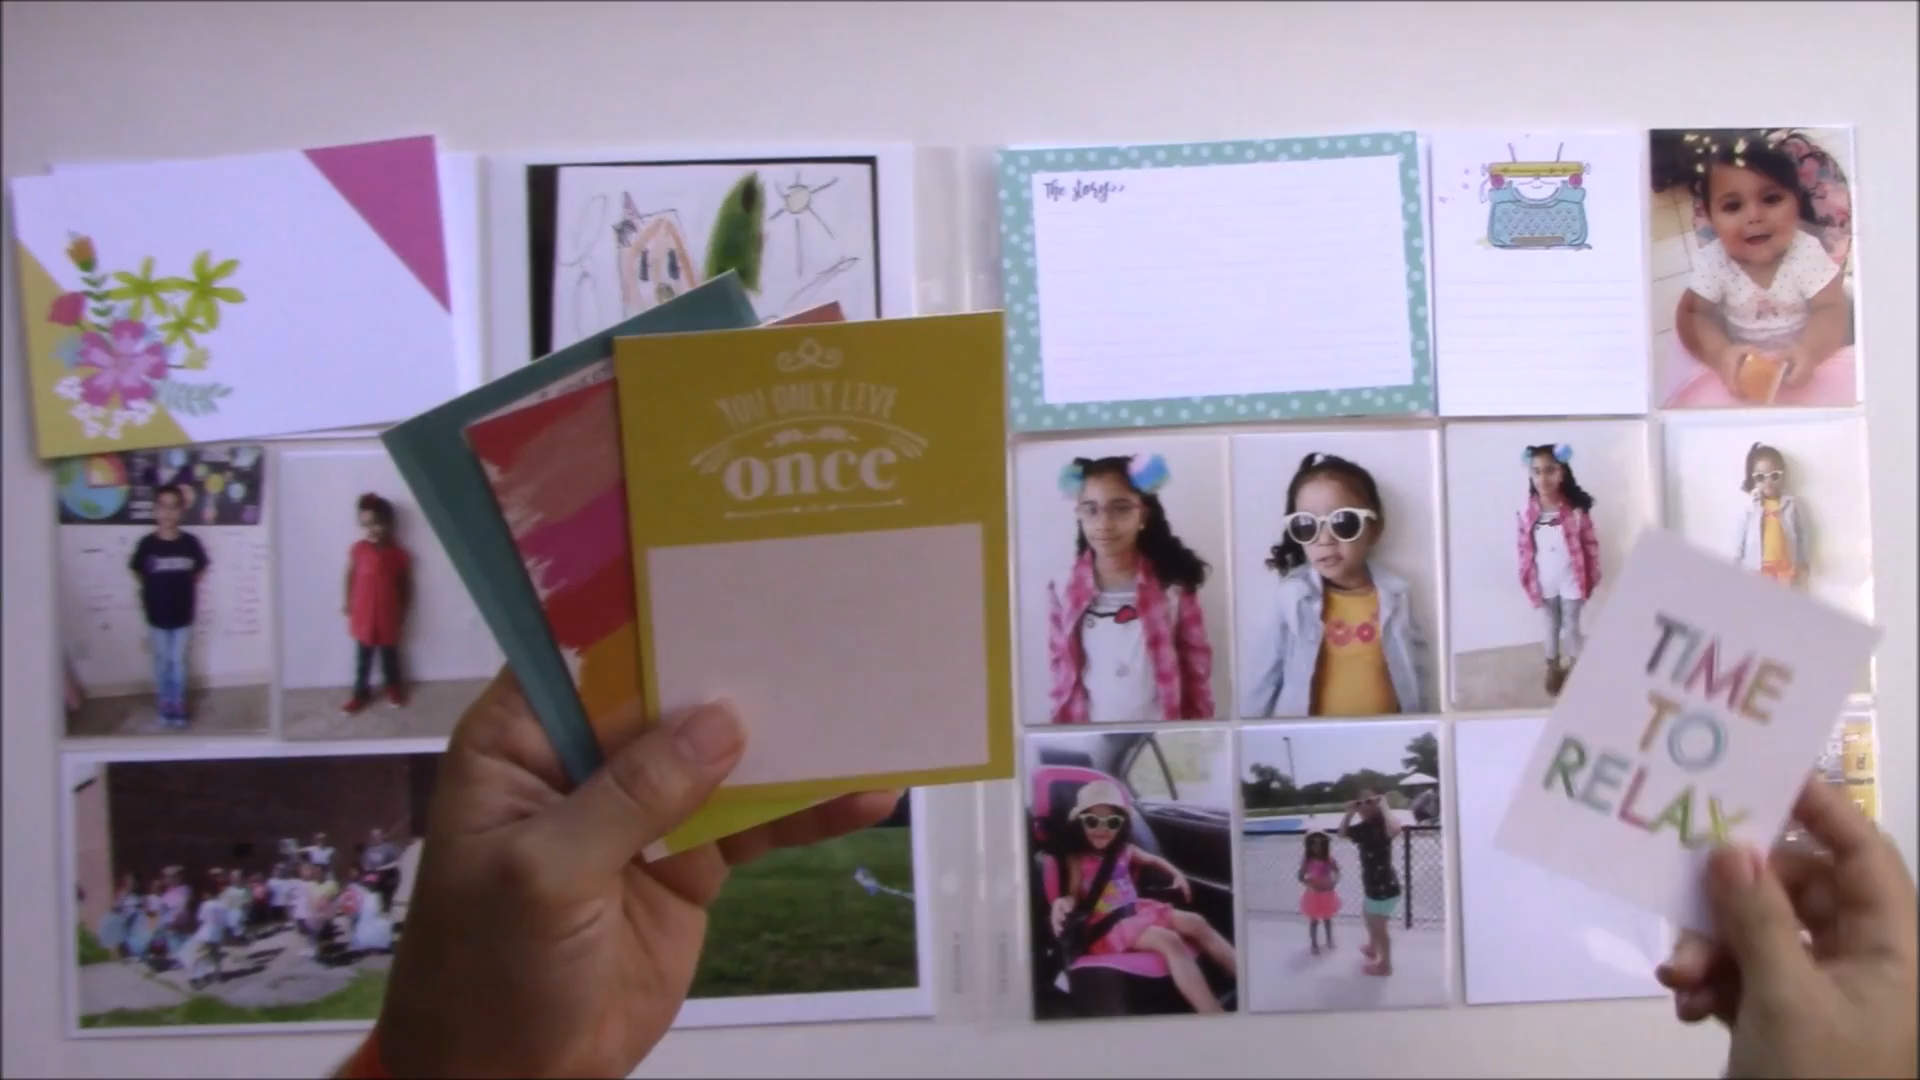 The story>>
YOU ONLY LIVE
once
TIME
TO
RELAX